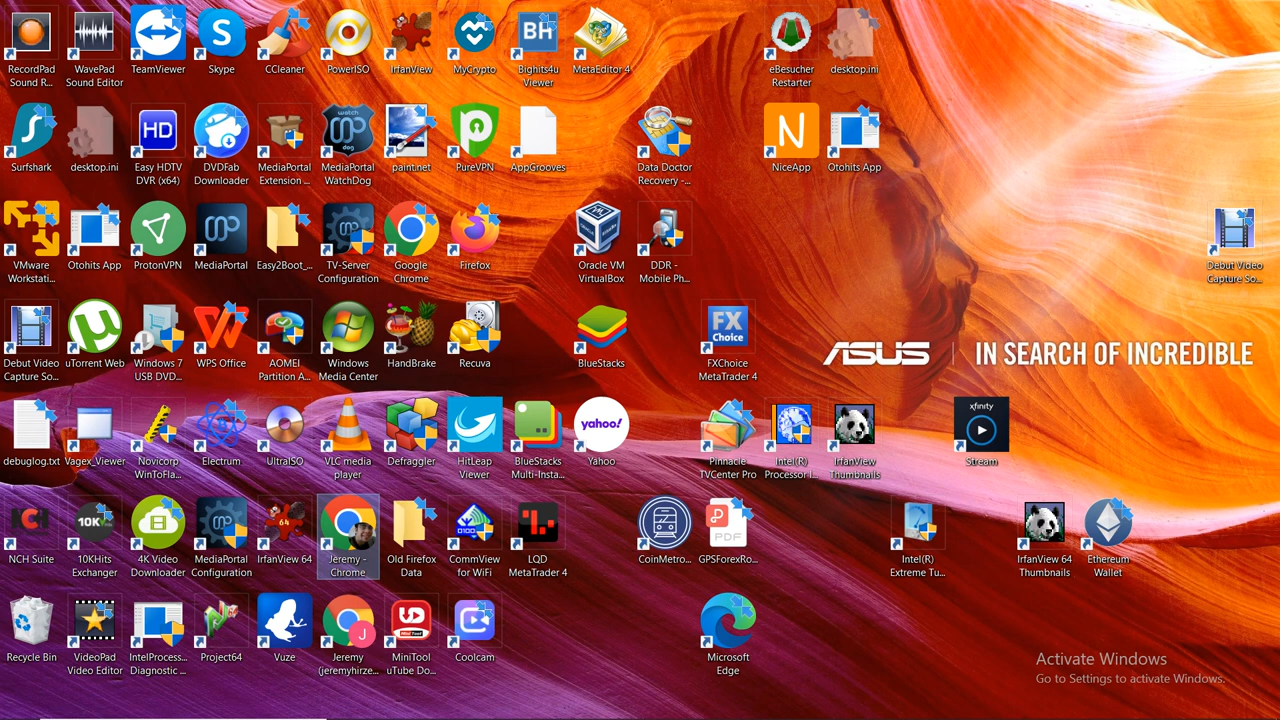 RecordPad
Sound R...
WavePad
Sound Editor
TeamViewer
S
Skype
CCleaner
PowerISO
IrfanView
MyCrypto
BH
Bighits4u
Viewer
MetaEditor 4
eBesucher
Restarter
desktop.ini
Surfshark
desktop.ini
HD
Easy HDTV
DVR (x64)
DVDFab
Downloader
MediaPortal
Extension ...
watch
dog
MediaPortal
WatchDog
paint.net
PureVPN
AppGrooves
Data Doctor
Recovery -...
N
NiceApp
Otohits App
VMware
Workstati...
Otohits App
ProtonVPN
MediaPortal
Easy2Boot_...
TV-Server
Configuration
Google
Chrome
Firefox
Oracle VM
VirtualBox
DDR -
Mobile Ph...
Debut Video
Capture So...
Debut Video
Capture So...
uTorrent Web
Windows 7
USB DVD...
WPS Office
AOMEI
Partition A...
Windows
Media Center
HandBrake
Recuva
BlueStacks
FX
Choice
FXChoice
MetaTrader 4
ASUS
IN SEARCH OF INCREDIBLE
debuglog.txt
Vagex_Viewer
Novicorp
WinToFla...
Electrum
UltraISO
VLC media
player
Defraggler
HitLeap
Viewer
BlueStacks
Multi-Insta...
yahoo!
Yahoo
Pinnacle
TVCenter Pro
Intel(R)
Processor I...
IrfanView
Thumbnails
xfinity
Stream
NCH
NCH Suite
10K
10KHits
Exchanger
4K Video
Downloader
MediaPortal
Configuration
64
IrfanView 64
Jeremy -
Chrome
Old Firefox
Data
0100
CommView
for WiFi
LQD
MetaTrader 4
CoinMetro...
PDF
GPSForexRo...
Intel(R)
Extreme Tu...
IrfanView 64
Thumbnails
Ethereum
Wallet
Recycle Bin
VideoPad
Video Editor
IntelProcess...
Diagnostic ...
Project64
Vuze
J
Jeremy
(jeremyhirze...
UD
MiniTool
MiniTool
uTube Do...
Coolcam
Microsoft
Edge
Activate Windows
Go to Settings to activate Windows.